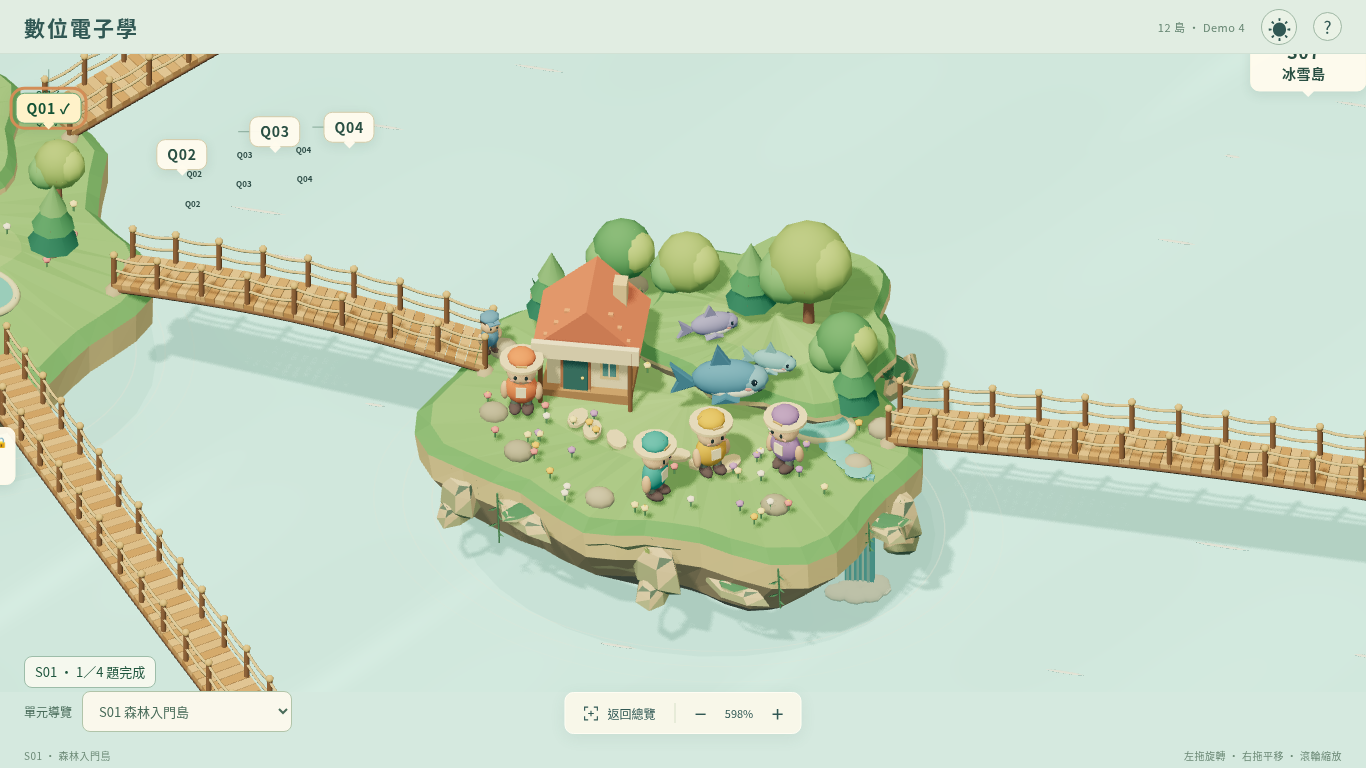 數位電子學
12 島 · Demo 4
?
S07
冰雪島
Q01 ✓
Q02
Q03
Q04
Q02
Q03
Q04
Q03
Q04
Q02
S01 · 1／4 題完成
單元導覽
S01 森林入門島
返回總覽
− 598% +
S01 · 森林入門島
左拖旋轉 · 右拖平移 · 滾輪縮放